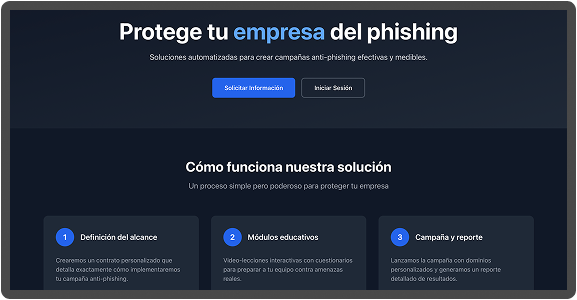 Protege tu empresa del phishing
Soluciones automatizadas para crear campañas anti-phishing efectivas y medibles.
Solicitar Información
Iniciar Sesión
Cómo funciona nuestra solución
Un proceso simple pero poderoso para proteger tu empresa
1 Definición del alcance
Crearemos un contrato personalizado que
detalla exactamente cómo implementaremos
tu campaña anti-phishing.
2 Módulos educativos
Video-lecciones interactivas con cuestionarios
para preparar a tu equipo contra amenazas
reales.
3 Campaña y reporte
Lanzamos la campaña con dominios
personalizados y generamos un reporte
detallado de resultados.